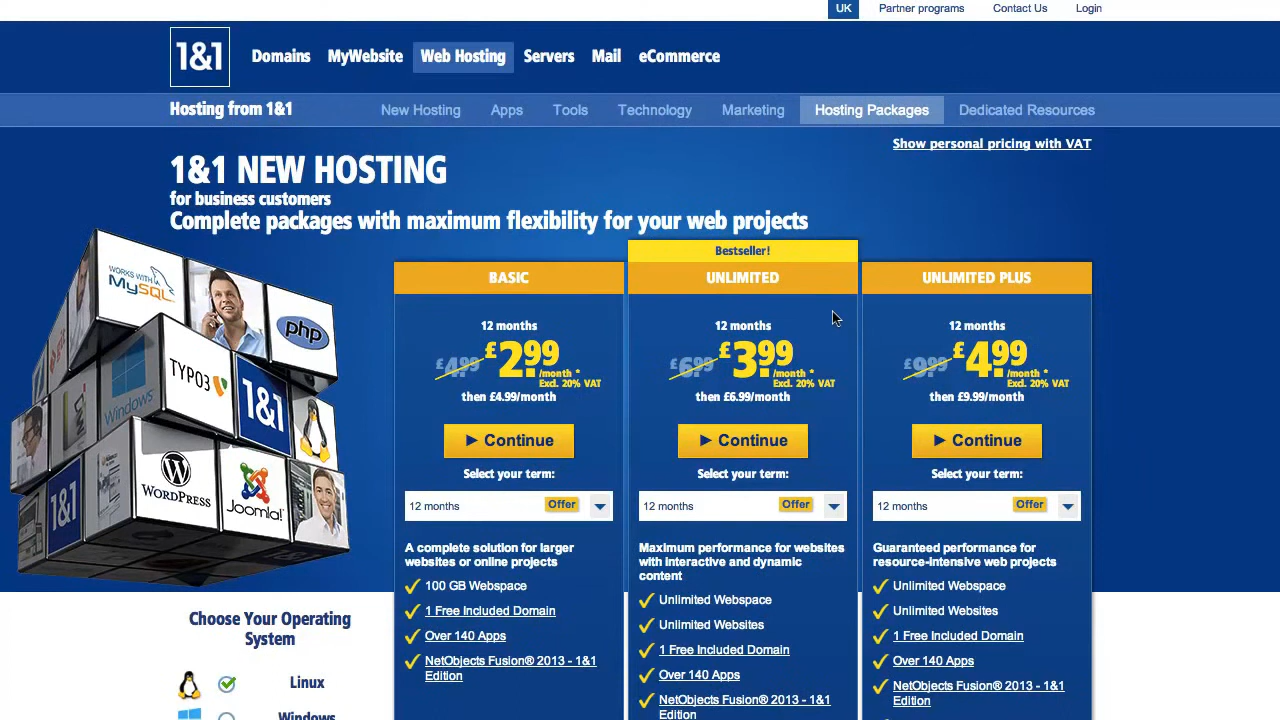 UK
Partner programs
Contact Us
Login
1&1
Domains
MyWebsite
Web Hosting
Servers
Mail
eCommerce
Hosting from 1&1
New Hosting
Apps
Tools
Technology
Marketing
Hosting Packages
Dedicated Resources
Show personal pricing with VAT
1&1 NEW HOSTING
for business customers
Complete packages with maximum flexibility for your web projects
WORKS WITH
MySQL
php
TYPO3
Windows
1&1
WORDPRESS
Joomla!
1&1
Choose Your Operating
System
Linux
Windows
BASIC
12 months
£4.99
£2.99
/month *
Excl. 20% VAT
then £4.99/month
Continue
Select your term:
12 months
Offer
A complete solution for larger
websites or online projects
100 GB Webspace
1 Free Included Domain
Over 140 Apps
NetObjects Fusion® 2013 - 1&1
Edition
Bestseller!
UNLIMITED
12 months
£6.99
£3.99
/month *
Excl. 20% VAT
then £6.99/month
Continue
Select your term:
12 months
Offer
Maximum performance for websites
with interactive and dynamic
content
Unlimited Webspace
Unlimited Websites
1 Free Included Domain
Over 140 Apps
NetObjects Fusion® 2013 - 1&1
Edition
UNLIMITED PLUS
12 months
£9.99
£4.99
/month *
Excl. 20% VAT
then £9.99/month
Continue
Select your term:
12 months
Offer
Guaranteed performance for
resource-intensive web projects
Unlimited Webspace
Unlimited Websites
1 Free Included Domain
Over 140 Apps
NetObjects Fusion® 2013 - 1&1
Edition